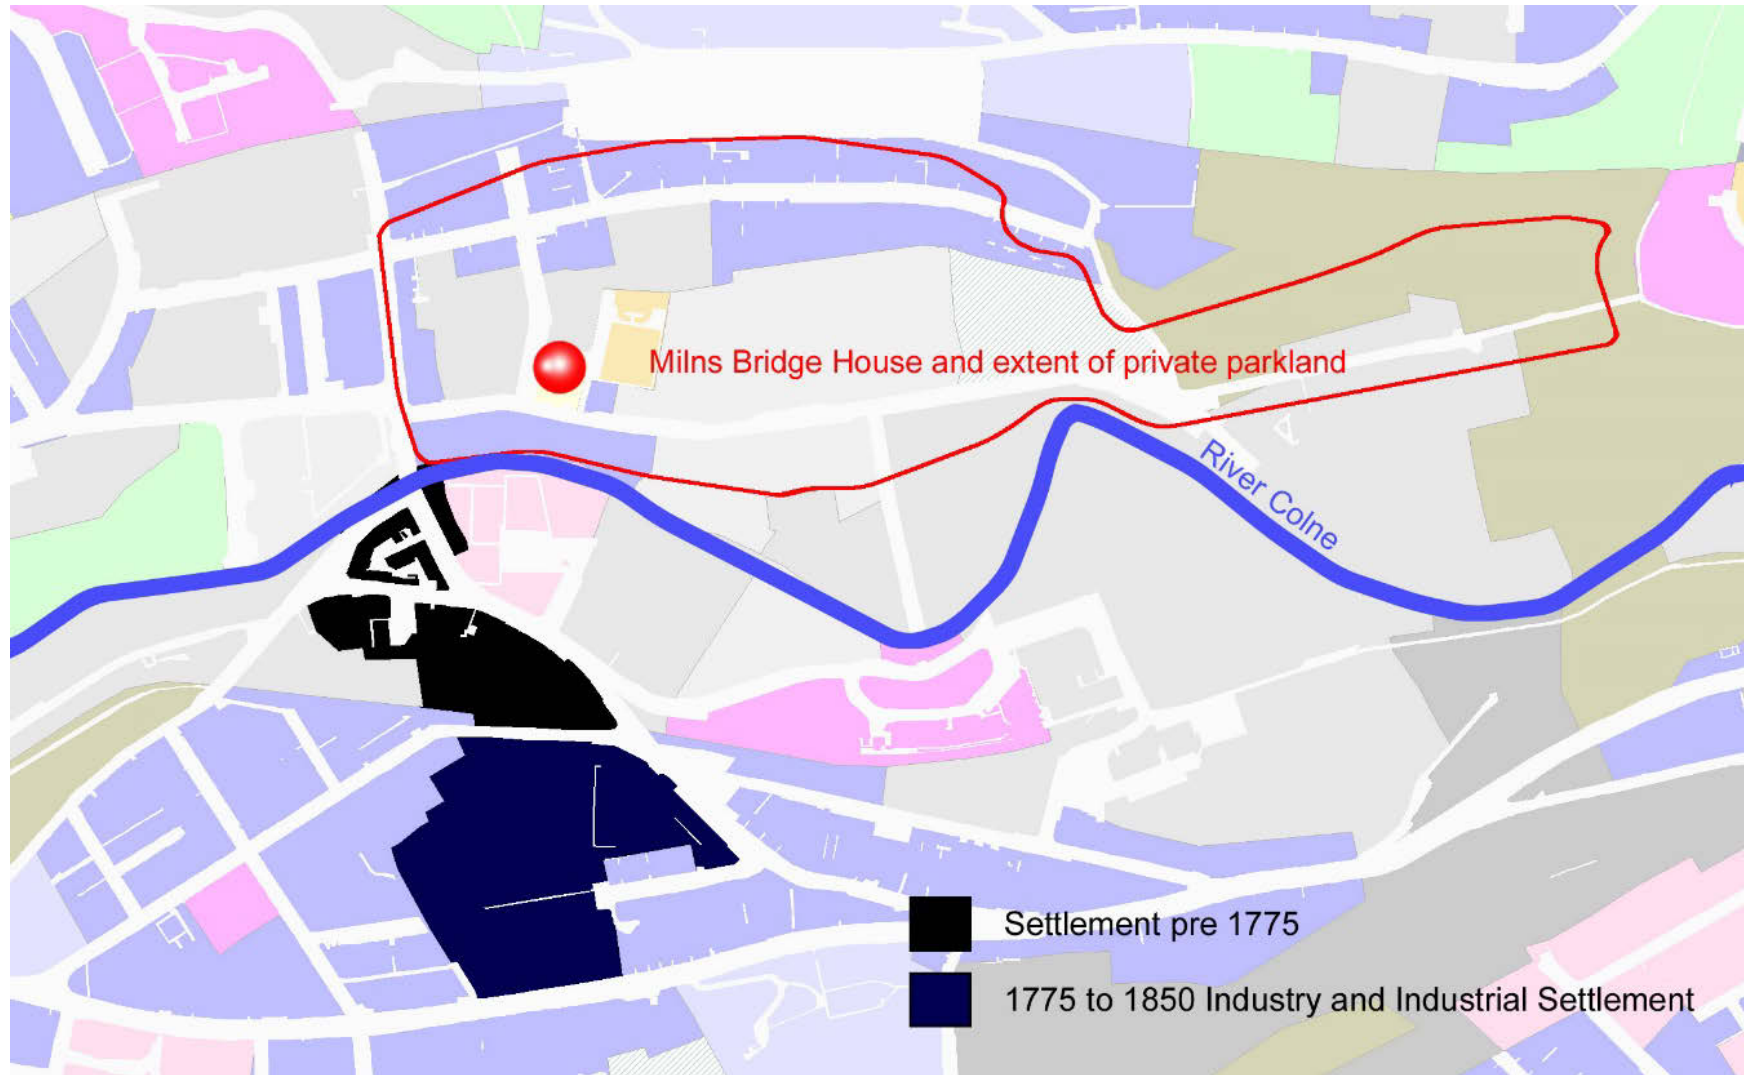 Milns Bridge House and extent of private parkland
River Colne
Settlement pre 1775
1775 to 1850 Industry and Industrial Settlement